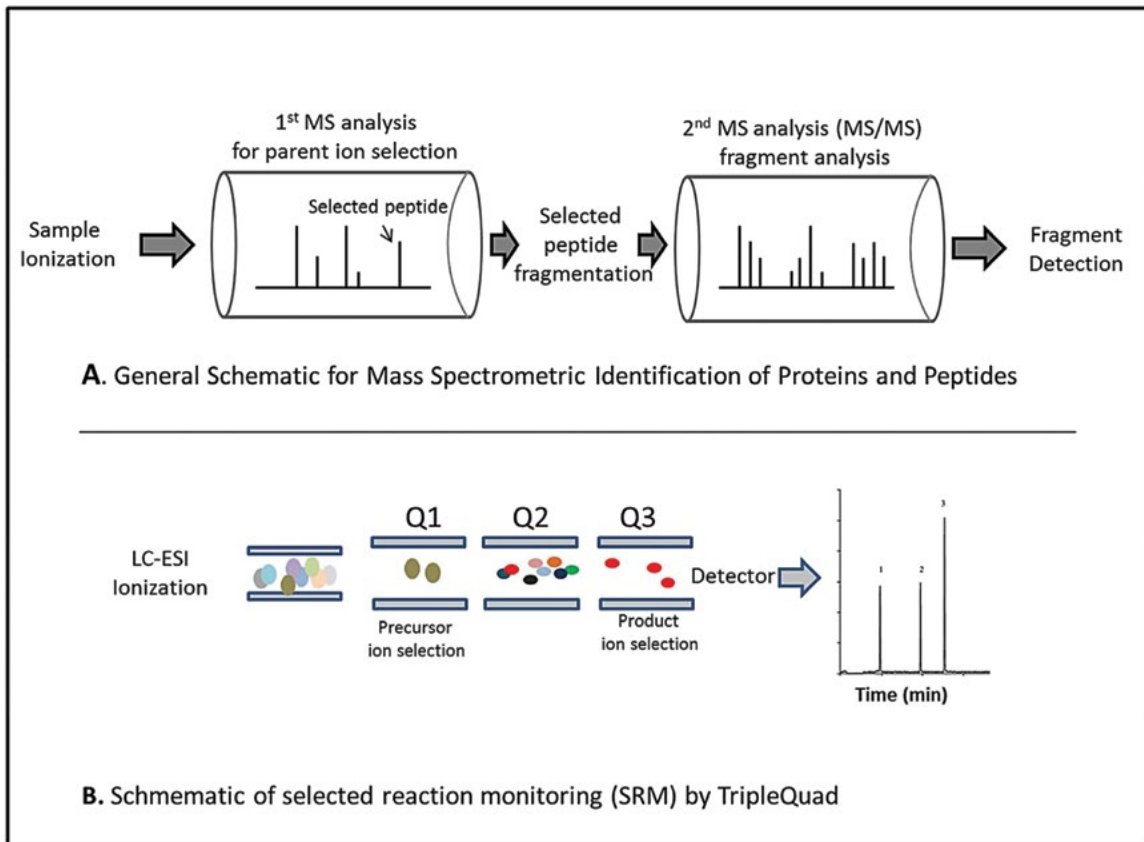 1st MS analysis
for parent ion selection
2nd MS analysis (MS/MS)
fragment analysis
Selected peptide
Sample
Ionization
Selected
peptide
fragmentation
Fragment
Detection
A. General Schematic for Mass Spectrometric Identification of Proteins and Peptides
Q1
Q2
Q3
LC-ESI
Ionization
Precursor
ion selection
Product
ion selection
Detector
1
2
3
Time (min)
B. Schmematic of selected reaction monitoring (SRM) by TripleQuad